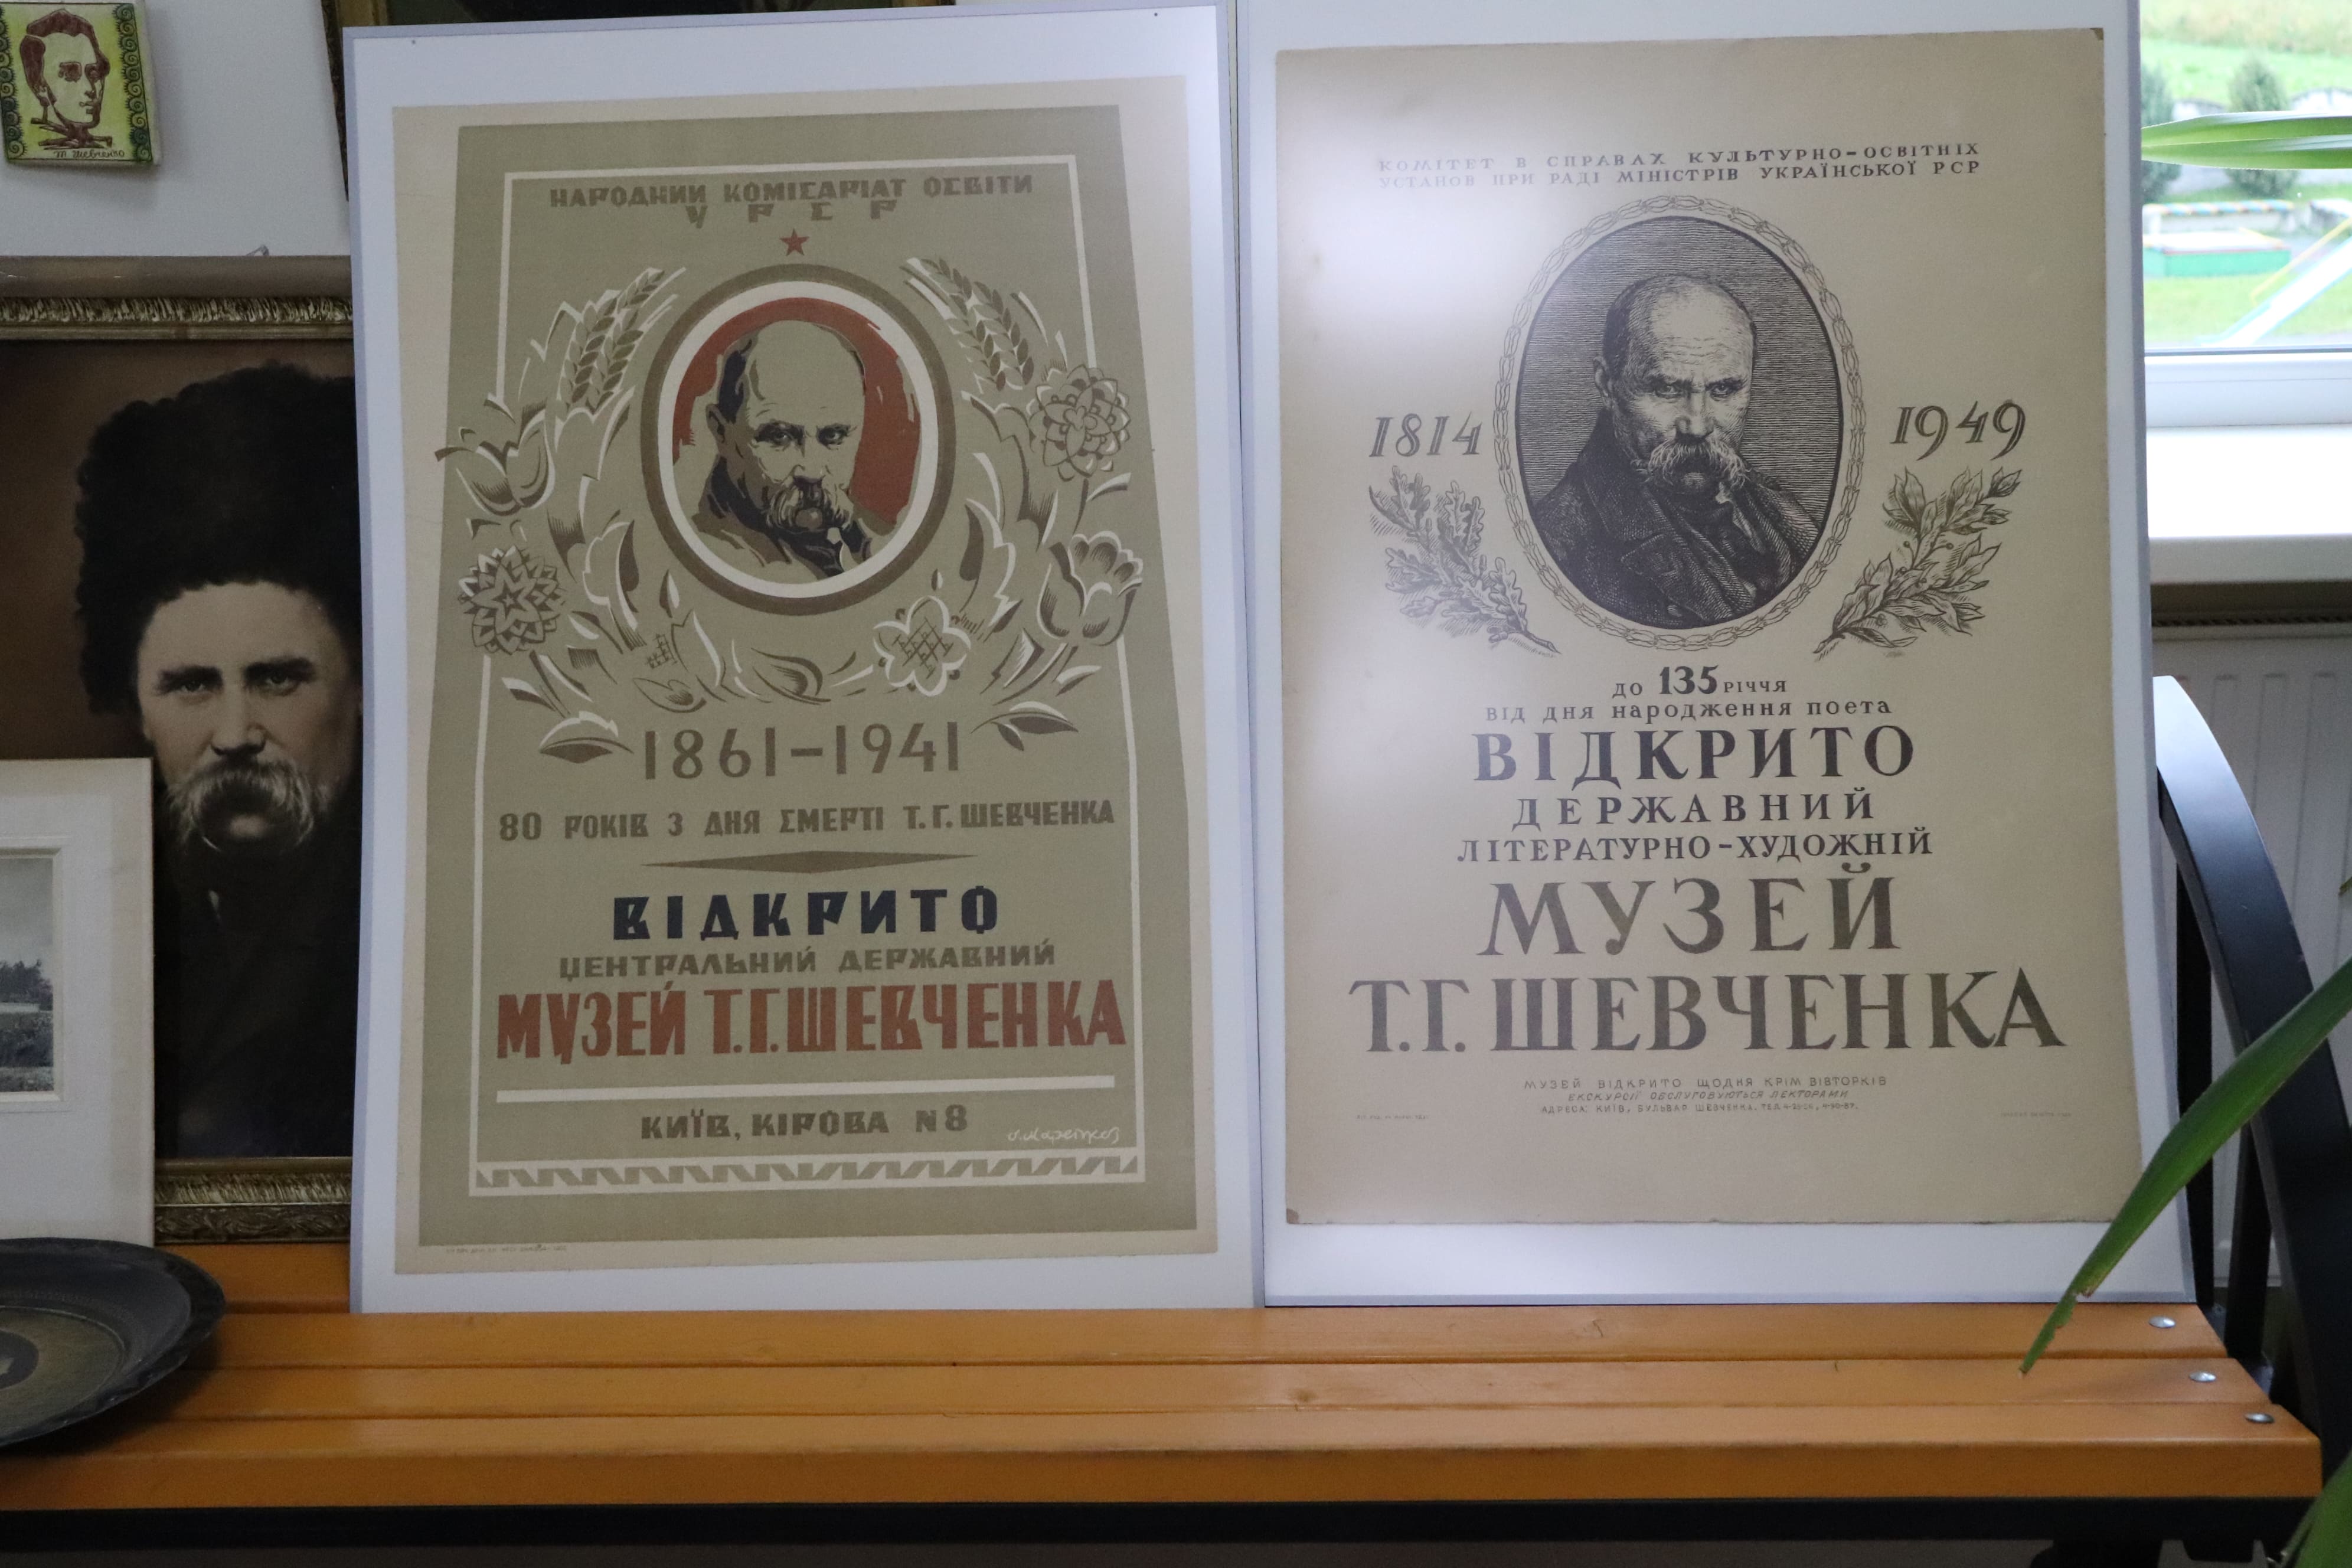 Т Шевченко
НАРОДНИЙ КОМІСАРІАТ ОСВІТИ
УРСР
1861-1941
80 РОКІВ З ДНЯ СМЕРТІ Т.Г. ШЕВЧЕНКА
ВІДКРИТО
ЦЕНТРАЛЬНИЙ ДЕРЖАВНИЙ
МУЗЕЙ Т.Г. ШЕВЧЕНКА
КИЇВ, КІРОВА N 8
КОМІТЕТ В СПРАВАХ КУЛЬТУРНО-ОСВІТНІХ
УСТАНОВ ПРИ РАДІ МІНІСТРІВ УКРАЇНСЬКОЇ РСР
1814 1949
ДО 135 РІЧЧЯ
ВІД ДНЯ НАРОДЖЕННЯ ПОЕТА
ВІДКРИТО
ДЕРЖАВНИЙ
ЛІТЕРАТУРНО-ХУДОЖНІЙ
МУЗЕЙ
Т.Г. ШЕВЧЕНКА
МУЗЕЙ ВІДКРИТО ЩОДНЯ КРІМ ВІВТОРКІВ
ЕКСКУРСІЇ ОБСЛУГОВУЮТЬСЯ ЛЕКТОРАМИ
АДРЕСА: КИЇВ, БУЛЬВАР ШЕВЧЕНКА. ТЕЛ.